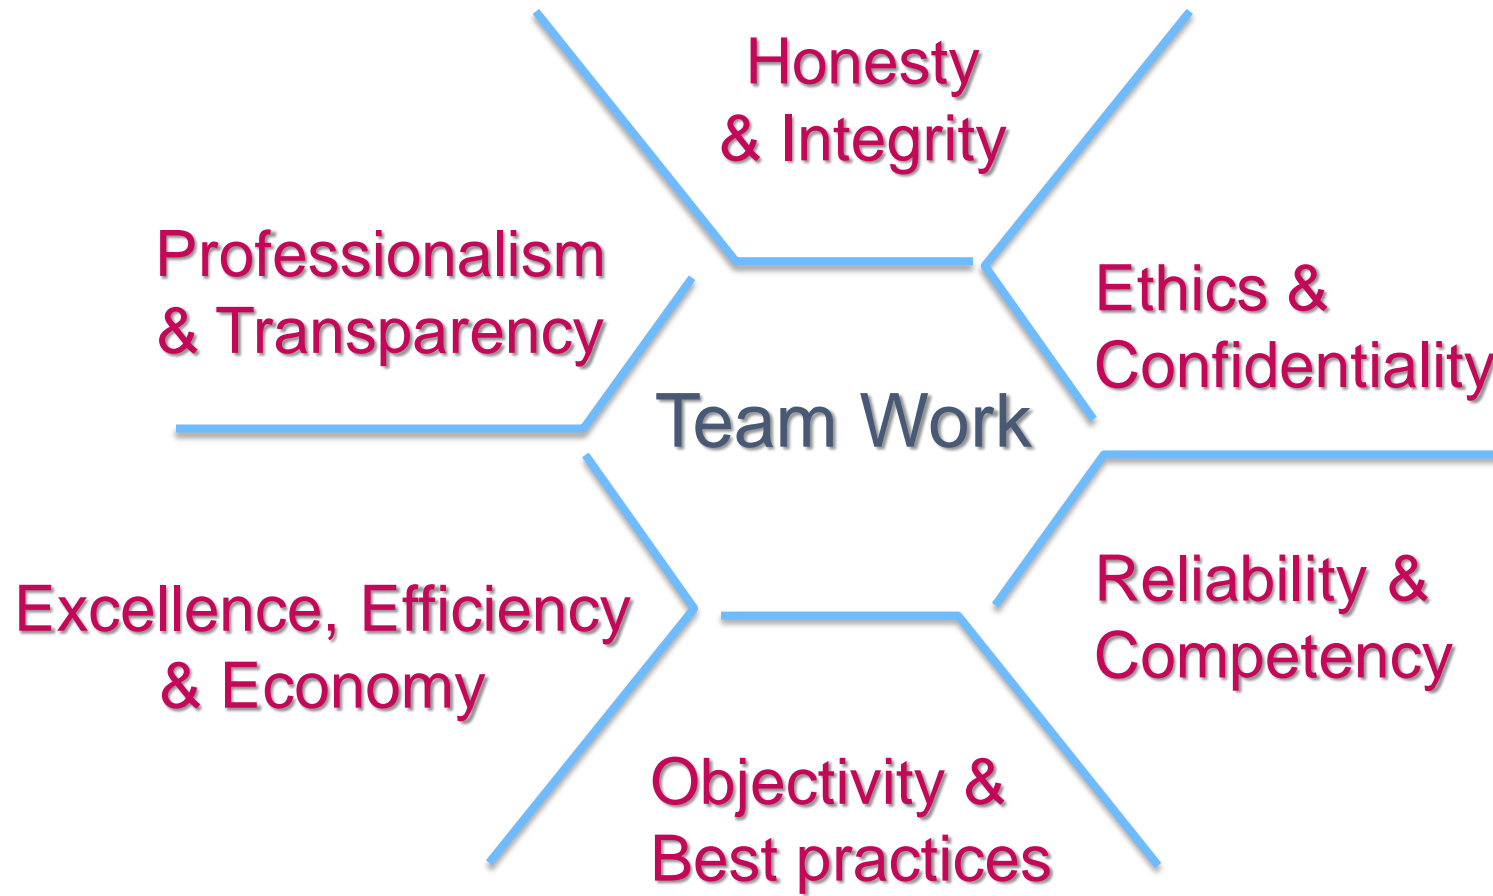 Honesty
& Integrity
Professionalism
& Transparency
Ethics &
Confidentiality
Team Work
Excellence, Efficiency
& Economy
Reliability &
Competency
Objectivity &
Best practices